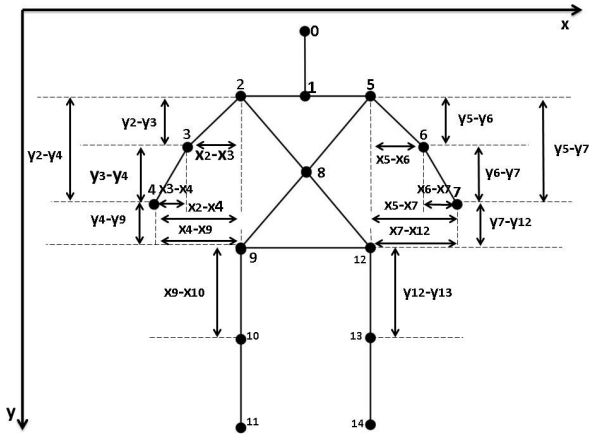 x
0
2
1
5
y2-y3
y5-y6
3
x2-x3
x5-x6
6
y2-y4
y5-y7
y3-y4
8
y6-y7
4
x3-x4
x6-x7
7
x2-x4
x5-x7
y4-y9
x4-x9
x7-x12
y7-y12
9
12
x9-x10
y12-y13
10
13
y
11
14